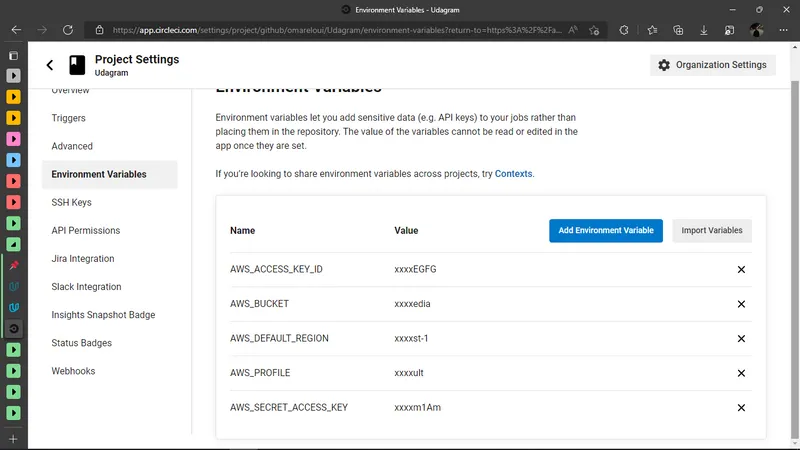 Environment Variables - Udagram
https://app.circleci.com/settings/project/github/omareloui/Udagram/environment-variables?return-to=https%3A%2F%2Fa...
Project Settings
Udagram
Organization Settings
Overview
Triggers
Advanced
Environment Variables
SSH Keys
API Permissions
Jira Integration
Slack Integration
Insights Snapshot Badge
Status Badges
Webhooks
Environment Variables
Environment variables let you add sensitive data (e.g. API keys) to your jobs rather than
placing them in the repository. The value of the variables cannot be read or edited in the
app once they are set.
If you're looking to share environment variables across projects, try Contexts.
Name Value Add Environment Variable Import Variables
AWS_ACCESS_KEY_ID xxxxEGFG
AWS_BUCKET xxxxedia
AWS_DEFAULT_REGION xxxxst-1
AWS_PROFILE xxxxult
AWS_SECRET_ACCESS_KEY xxxxm1Am